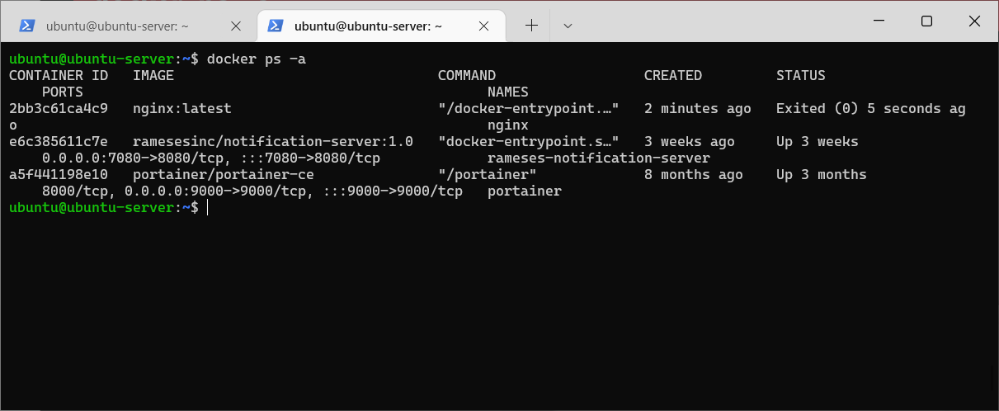 ubuntu@ubuntu-server: ~
ubuntu@ubuntu-server: ~
ubuntu@ubuntu-server:~$ docker ps -a
CONTAINER ID   IMAGE                                COMMAND                  CREATED         STATUS
    PORTS                                                 NAMES
2bb3c61ca4c9   nginx:latest                         "/docker-entrypoint.…"   2 minutes ago   Exited (0) 5 seconds ag
o                                                         nginx
e6c385611c7e   ramesesinc/notification-server:1.0   "docker-entrypoint.s…"   3 weeks ago     Up 3 weeks
    0.0.0.0:7080->8080/tcp, :::7080->8080/tcp             rameses-notification-server
a5f441198e10   portainer/portainer-ce               "/portainer"             8 months ago    Up 3 months
    8000/tcp, 0.0.0.0:9000->9000/tcp, :::9000->9000/tcp   portainer
ubuntu@ubuntu-server:~$